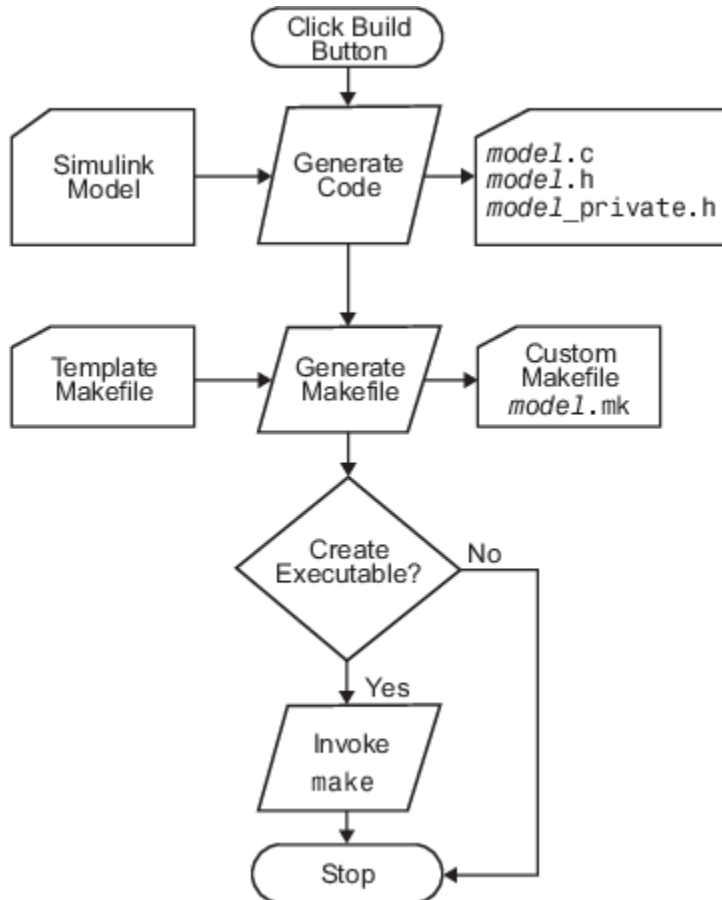 Click Build
Button
Simulink
Model
Generate
Code
model.c
model.h
model_private.h
Template
Makefile
Generate
Makefile
Custom
Makefile
model.mk
Create
Executable?
No
Yes
Invoke
make
Stop